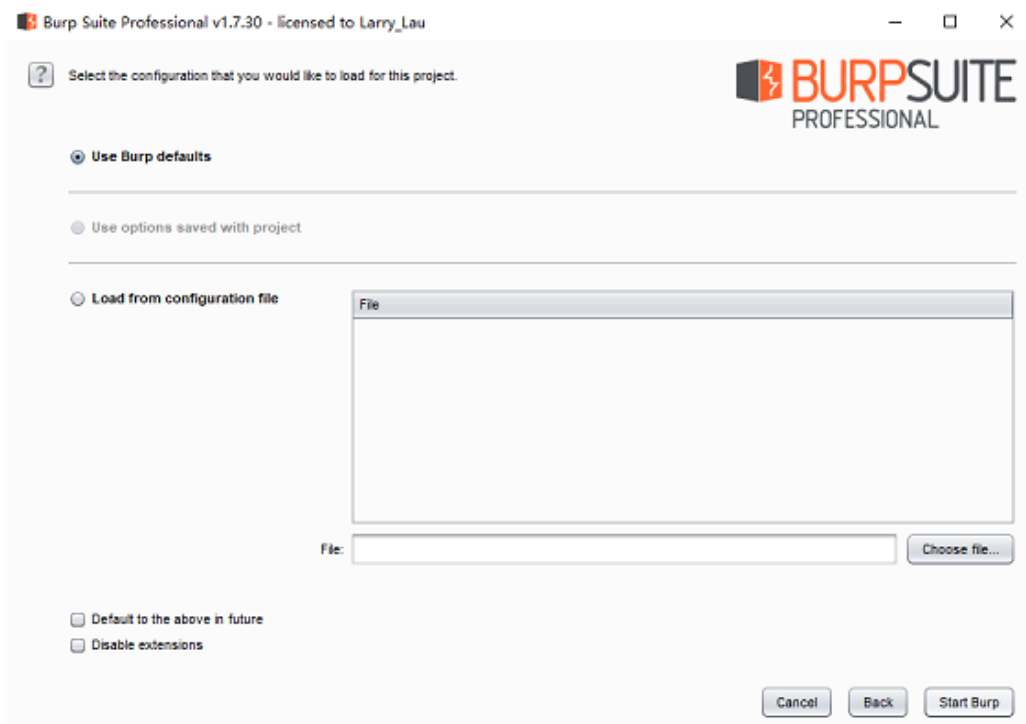 Burp Suite Professional v1.7.30 - licensed to Larry_Lau
? Select the configuration that you would like to load for this project.
BURPSUITE
PROFESSIONAL
Use Burp defaults
Use options saved with project
Load from configuration file
File
File:
Choose file...
Default to the above in future
Disable extensions
Cancel Back Start Burp